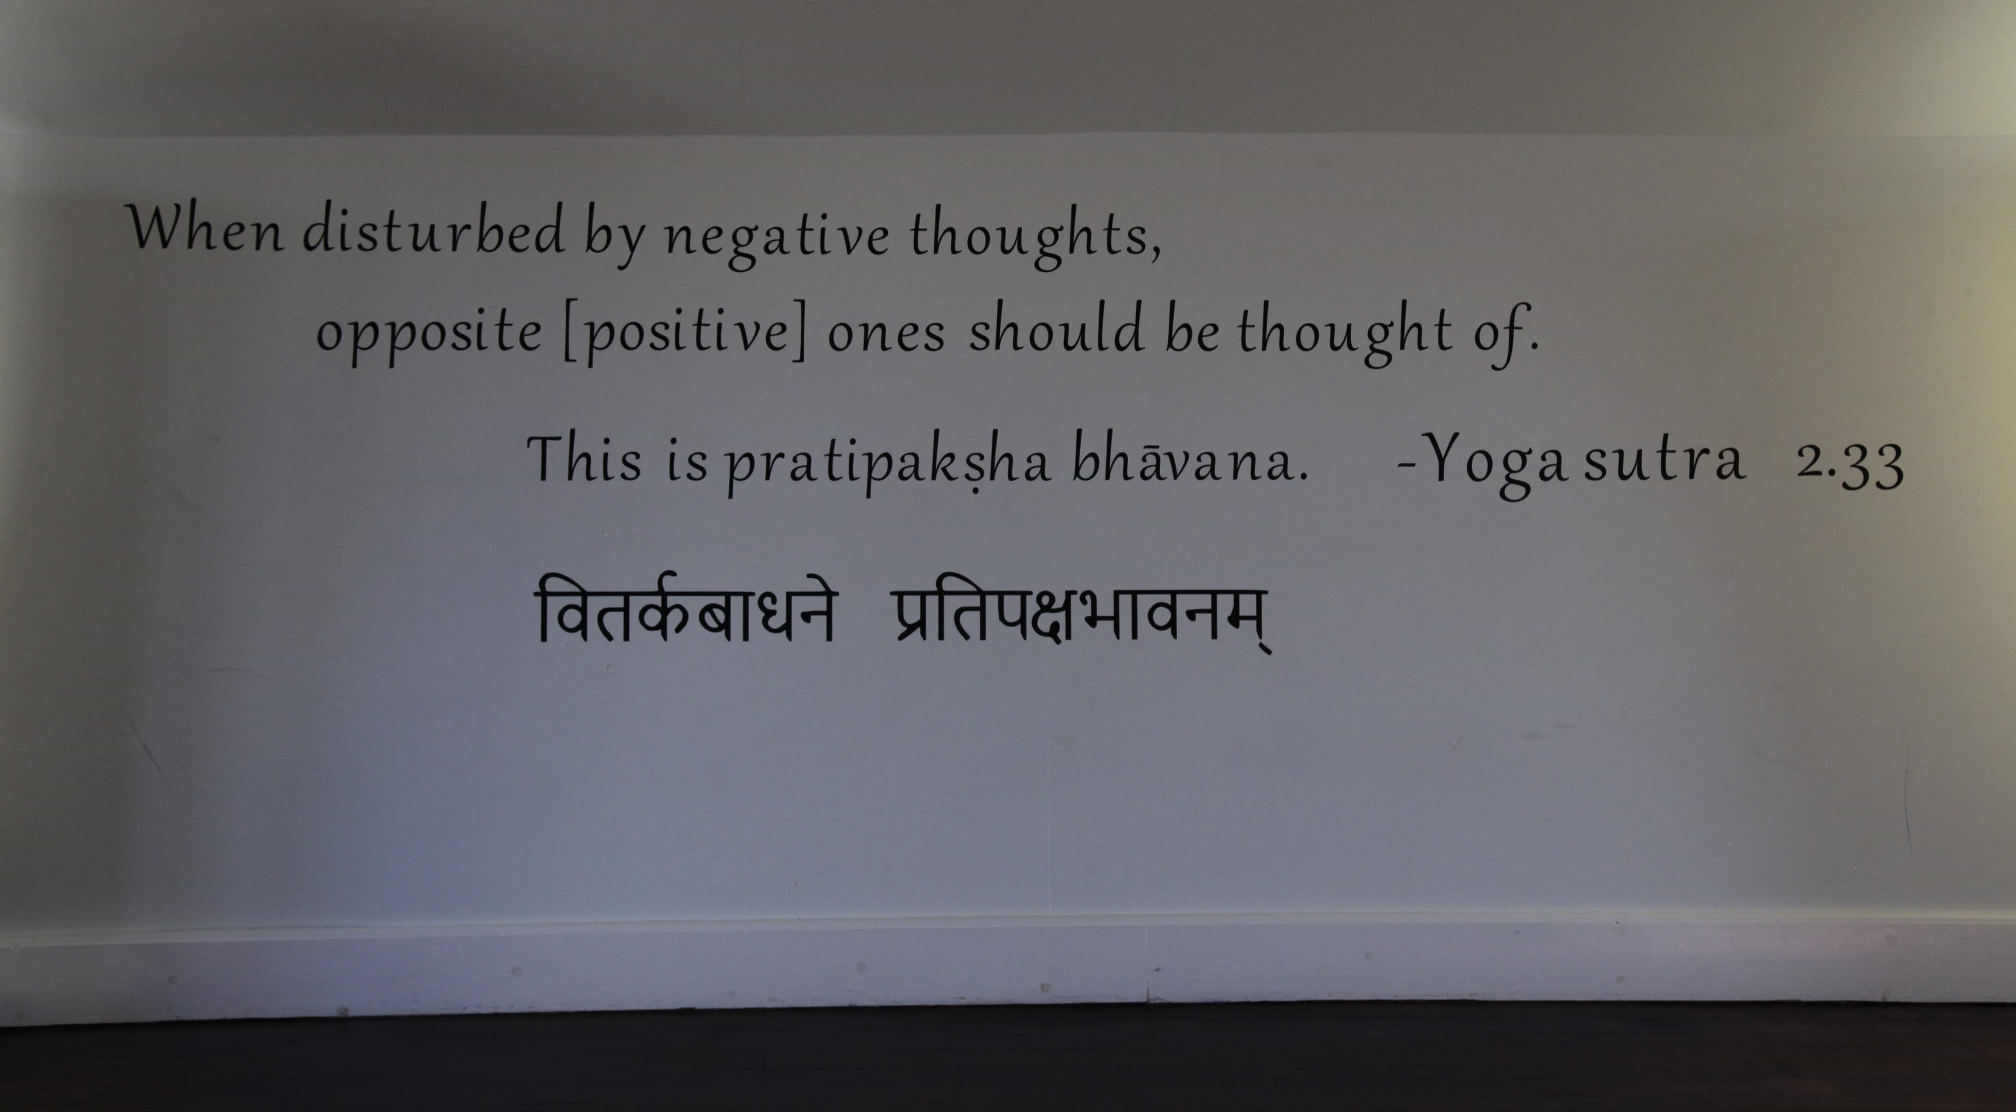 When disturbed by negative thoughts,
opposite [positive] ones should be thought of.
This is pratipakṣha bhāvana. -Yoga sutra 2.33
वितर्कबाधने प्रतिपक्षभावनम्